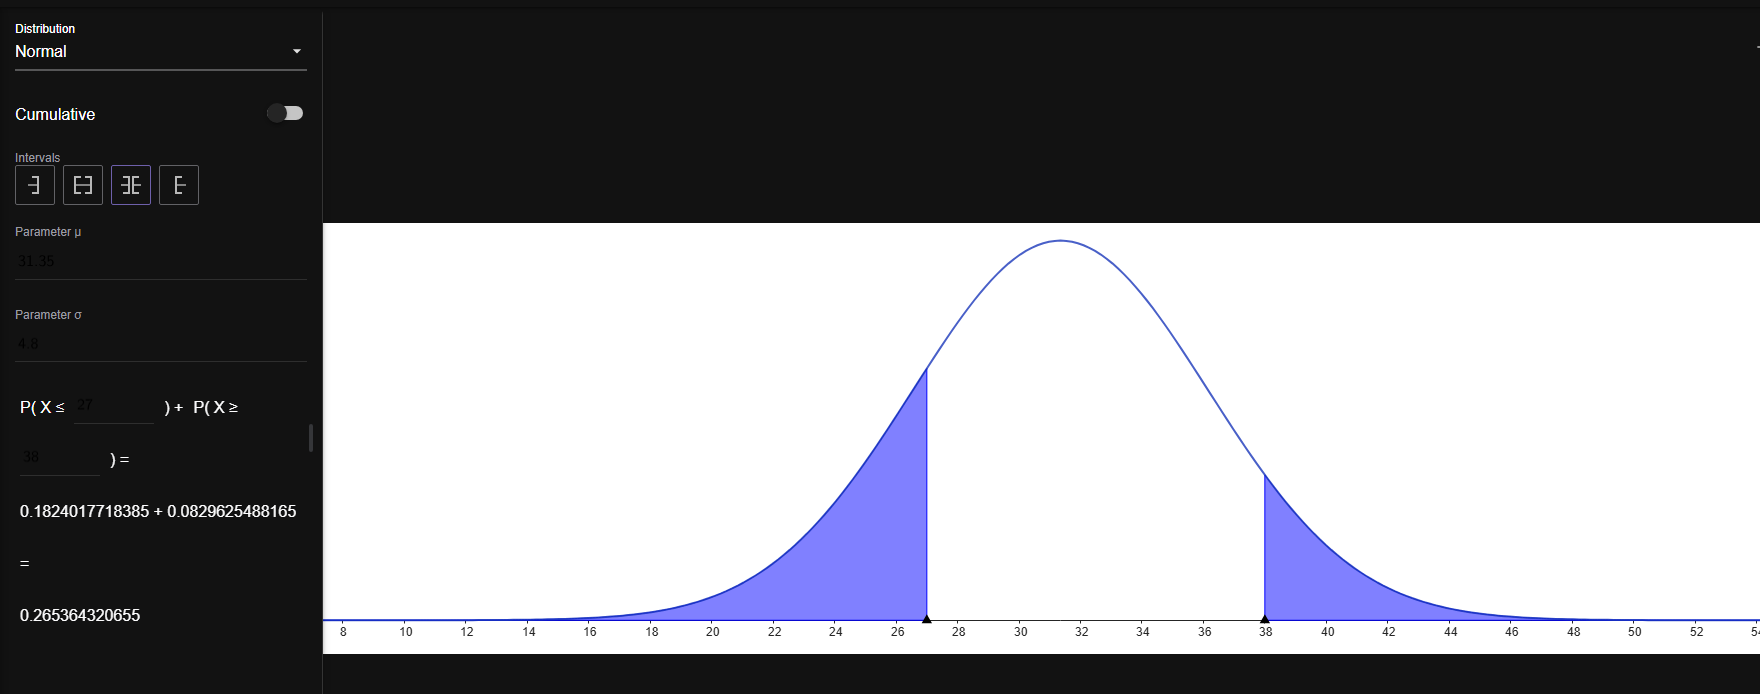 Distribution
Normal
Cumulative
Intervals
Parameter μ
31.35
Parameter σ
4.8
P( X ≤ 27 ) + P( X ≥
38 ) =
0.1824017718385 + 0.0829625488165
=
0.265364320655
8 10 12 14 16 18 20 22 24 26 28 30 32 34 36 38 40 42 44 46 48 50 52 54